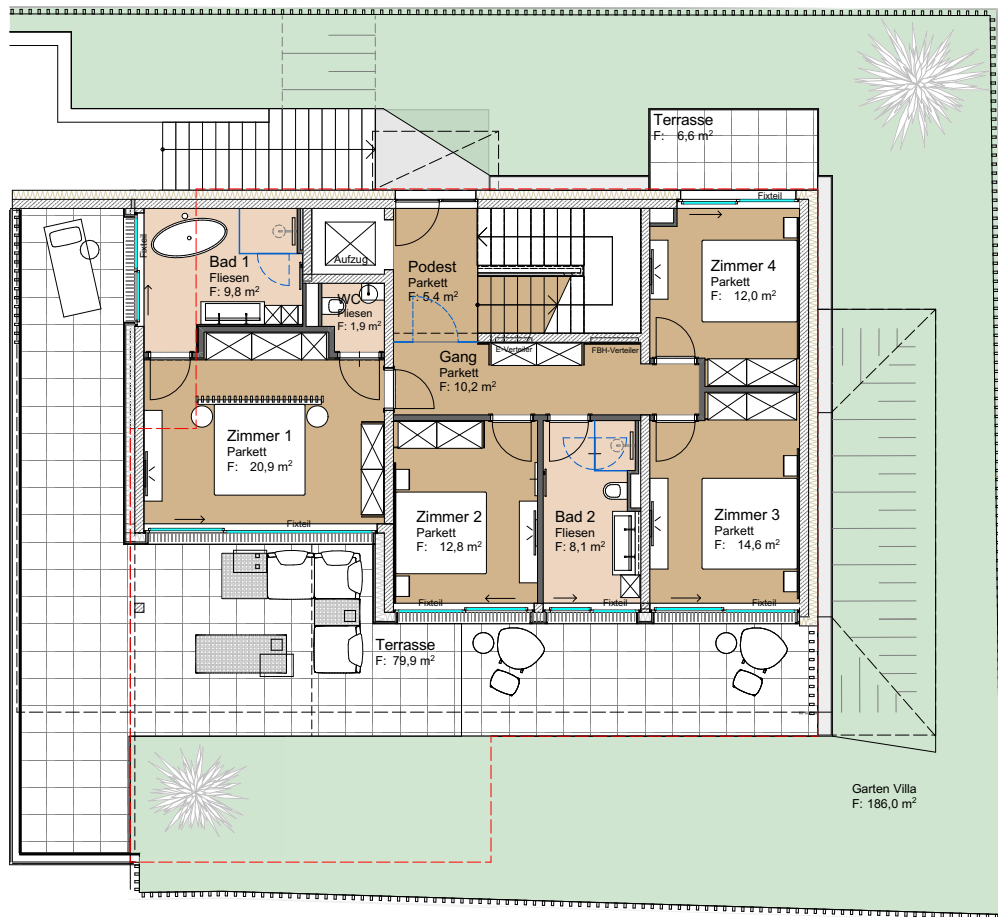 Terrasse
F: 6,6 m²
Fixteil
Fixteil
Bad 1
Fliesen
F: 9,8 m²
Aufzug
Podest
Parkett
F: 5,4 m²
Zimmer 4
Parkett
F: 12,0 m²
WC
Fliesen
F: 1,9 m²
E-Verteiler
FBH-Verteiler
Gang
Parkett
F: 10,2 m²
Zimmer 1
Parkett
F: 20,9 m²
Fixteil
Zimmer 2
Parkett
F: 12,8 m²
Bad 2
Fliesen
F: 8,1 m²
Zimmer 3
Parkett
F: 14,6 m²
Fixteil
Fixteil
Fixteil
Terrasse
F: 79,9 m²
Garten Villa
F: 186,0 m²